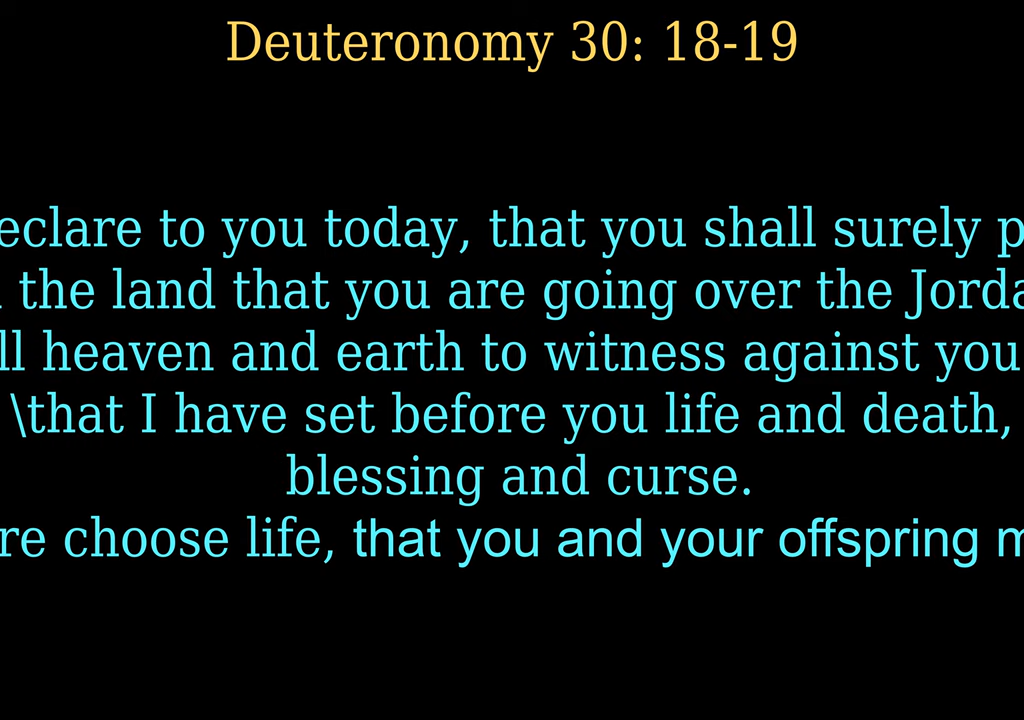 Deuteronomy 30: 18-19
eclare to you today, that you shall surely p
the land that you are going over the Jorda
ll heaven and earth to witness against you
\that I have set before you life and death,
blessing and curse.
re choose life, that you and your offspring m